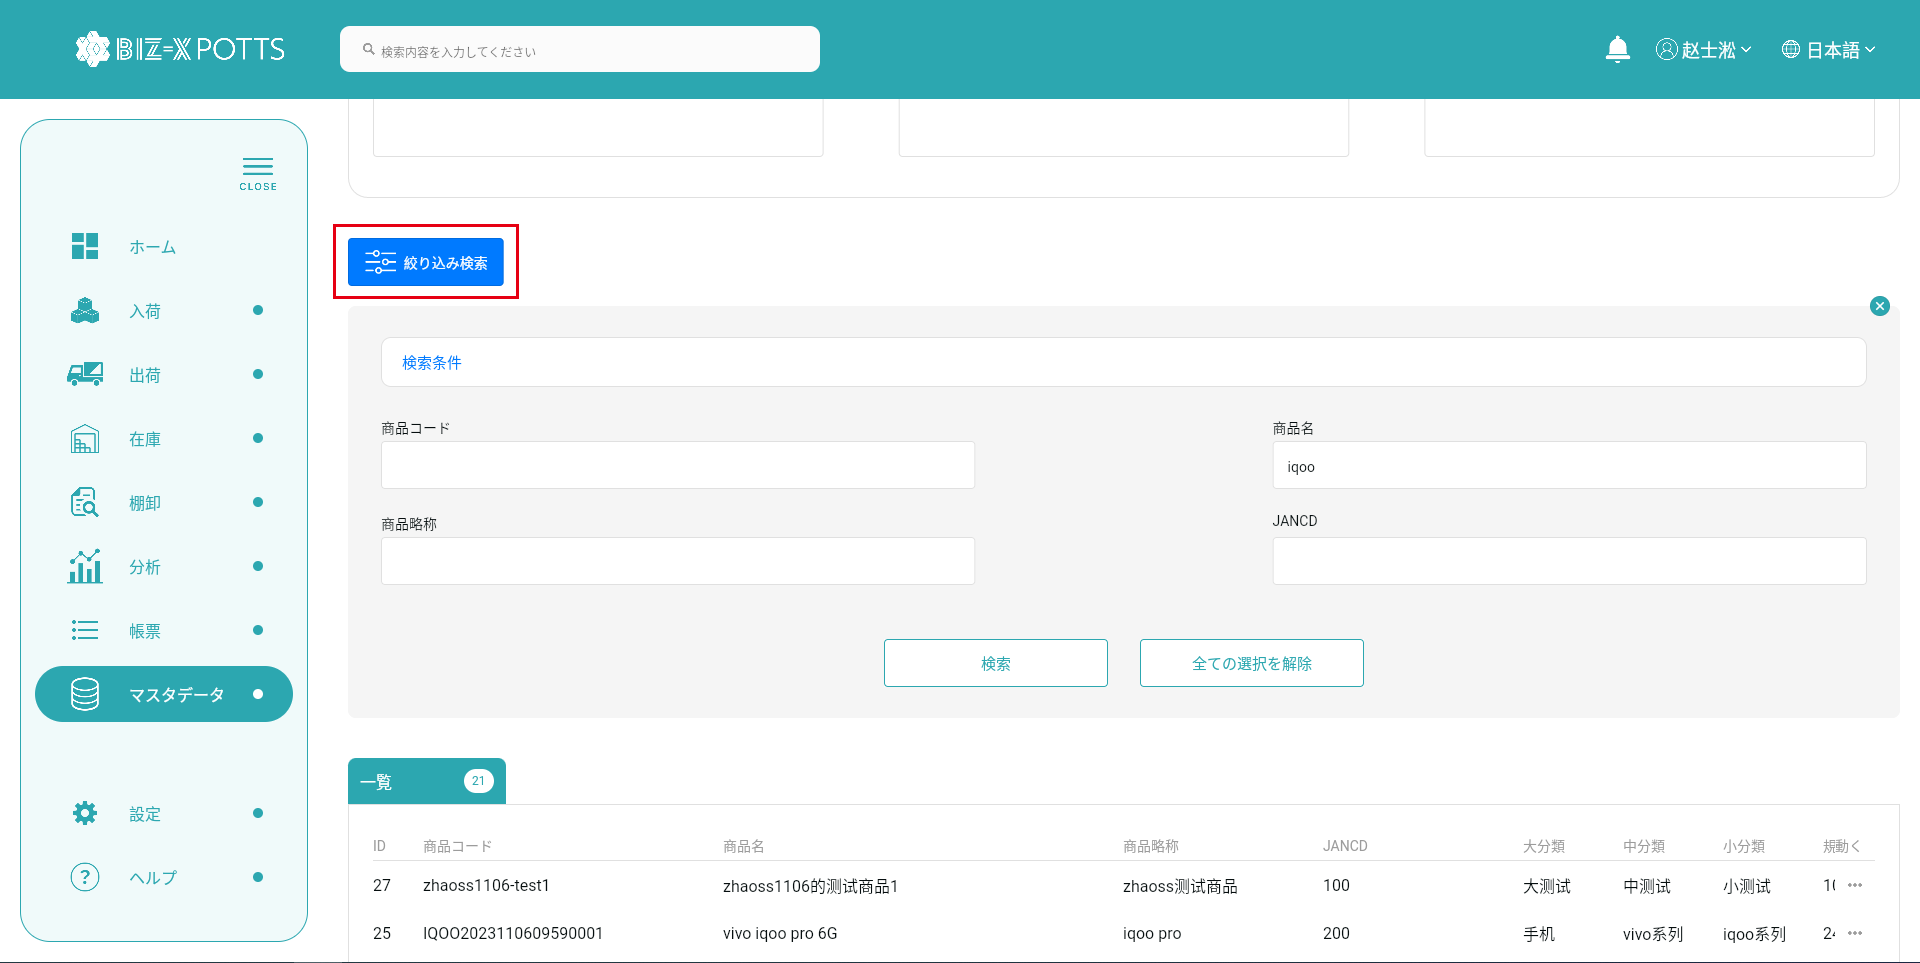 BIZ=X POTTS
検索内容を入力してください
赵士淞
日本語
CLOSE
ホーム
入荷
出荷
在庫
棚卸
分析
帳票
マスタデータ
設定
?
ヘルプ
絞り込み検索
検索条件
商品コード
商品名
iqoo
商品略称
JANCD
検索
全ての選択を解除
一覧 21
ID 商品コード 商品名 商品略称 JANCD 大分類 中分類 小分類 規動く
27 zhaoss1106-test1 zhaoss1106的测试商品1 zhaoss测试商品 100 大测试 中测试 小测试
25 IQOO2023110609590001 vivo iqoo pro 6G iqoo pro 200 手机 vivo系列 iqoo系列